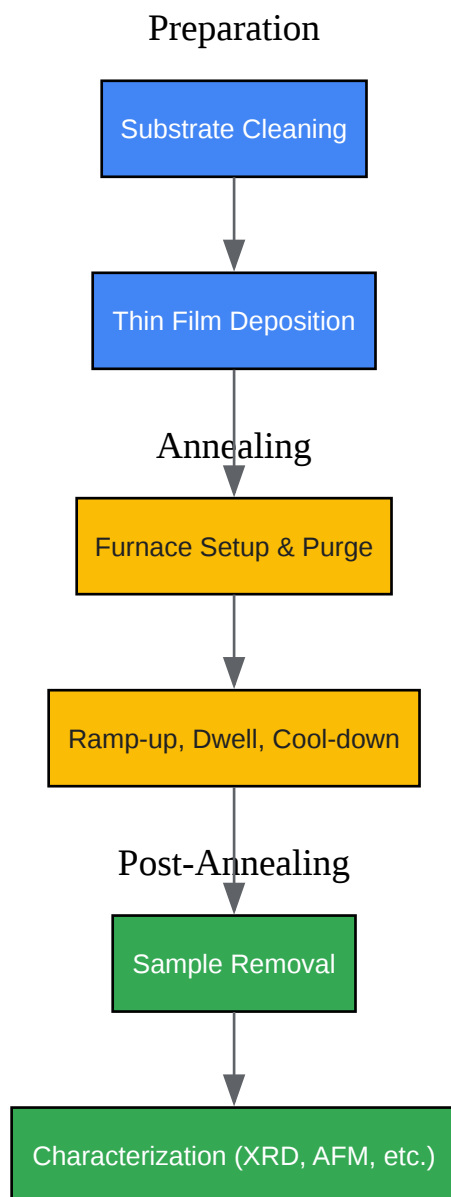 Preparation
Substrate Cleaning
Thin Film Deposition
Annealing
Furnace Setup & Purge
Ramp-up, Dwell, Cool-down
Post-Annealing
Sample Removal
Characterization (XRD, AFM, etc.)